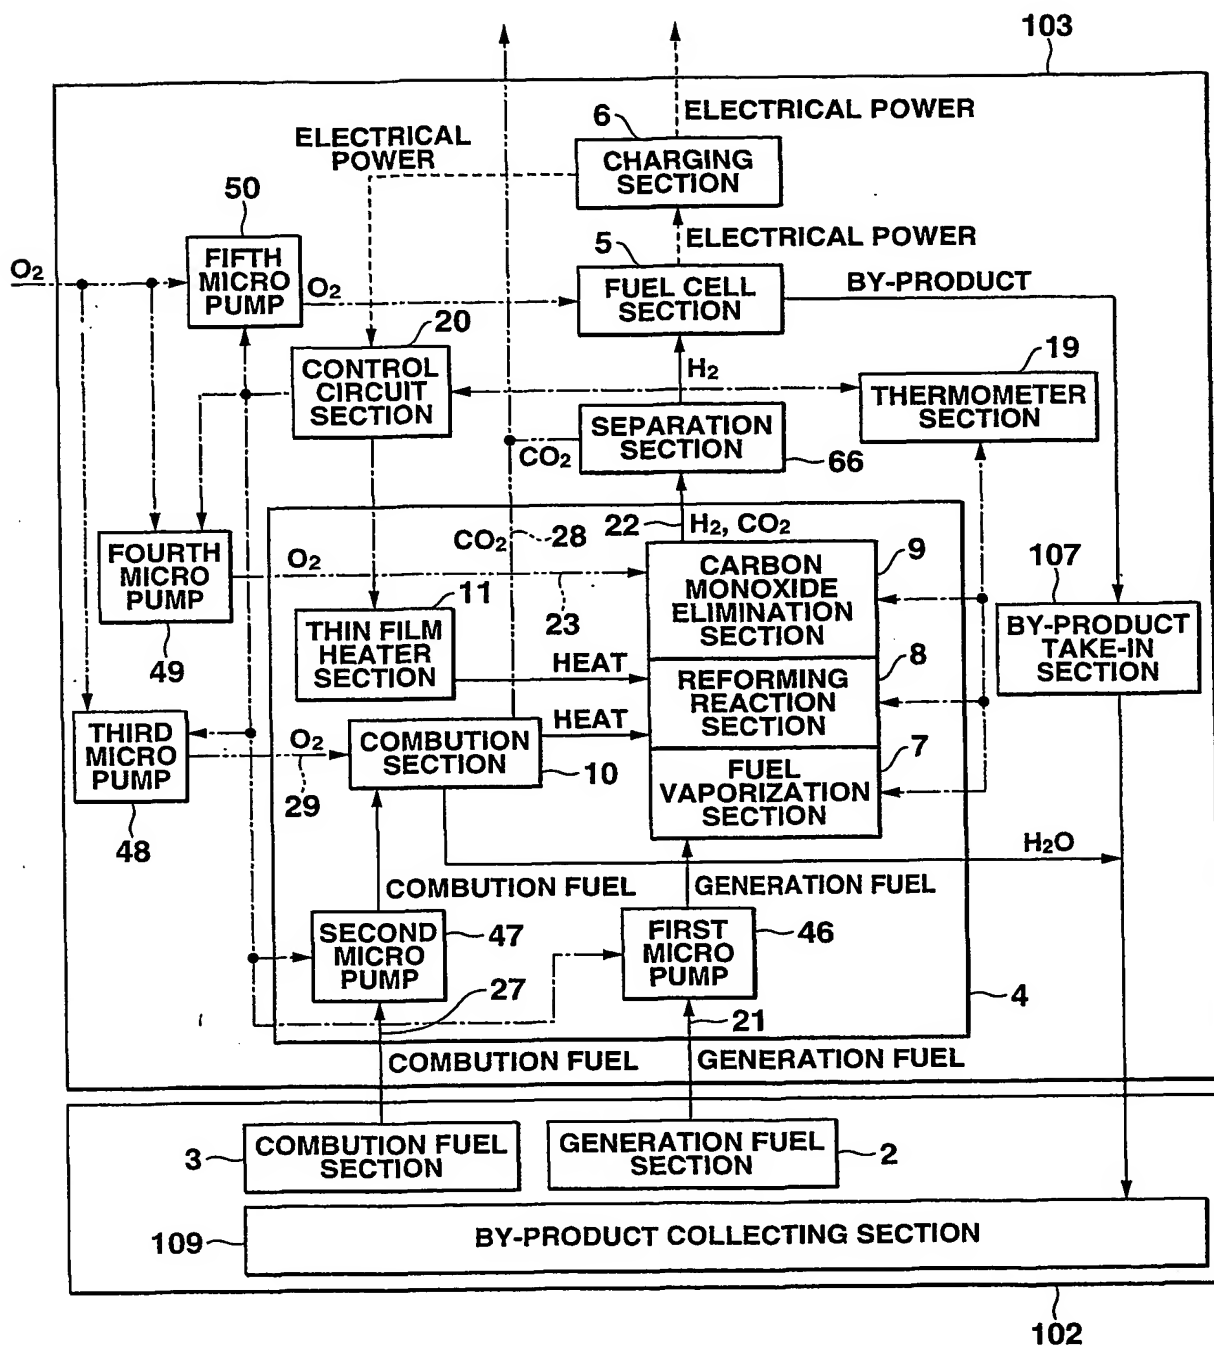 103
ELECTRICAL POWER
6
ELECTRICAL
POWER
CHARGING
SECTION
50
ELECTRICAL POWER
5
O2
FIFTH
MICRO
PUMP
O2
FUEL CELL
SECTION
BY-PRODUCT
20
19
H2
CONTROL
CIRCUIT
SECTION
THERMOMETER
SECTION
SEPARATION
SECTION
CO2
66
22
H2, CO2
CO2
28
9
FOURTH
MICRO
PUMP
O2
CARBON
MONOXIDE
ELIMINATION
SECTION
107
11
23
49
THIN FILM
HEATER
SECTION
HEAT
8
REFORMING
REACTION
SECTION
BY-PRODUCT
TAKE-IN
SECTION
HEAT
THIRD
MICRO
PUMP
O2
COMBUTION
SECTION
7
10
29
FUEL
VAPORIZATION
SECTION
48
H2O
COMBUTION FUEL
GENERATION FUEL
SECOND
MICRO
PUMP
47
FIRST
MICRO
PUMP
46
27
4
21
COMBUTION FUEL
GENERATION FUEL
3
COMBUTION FUEL
SECTION
GENERATION FUEL
SECTION
2
109
BY-PRODUCT COLLECTING SECTION
102